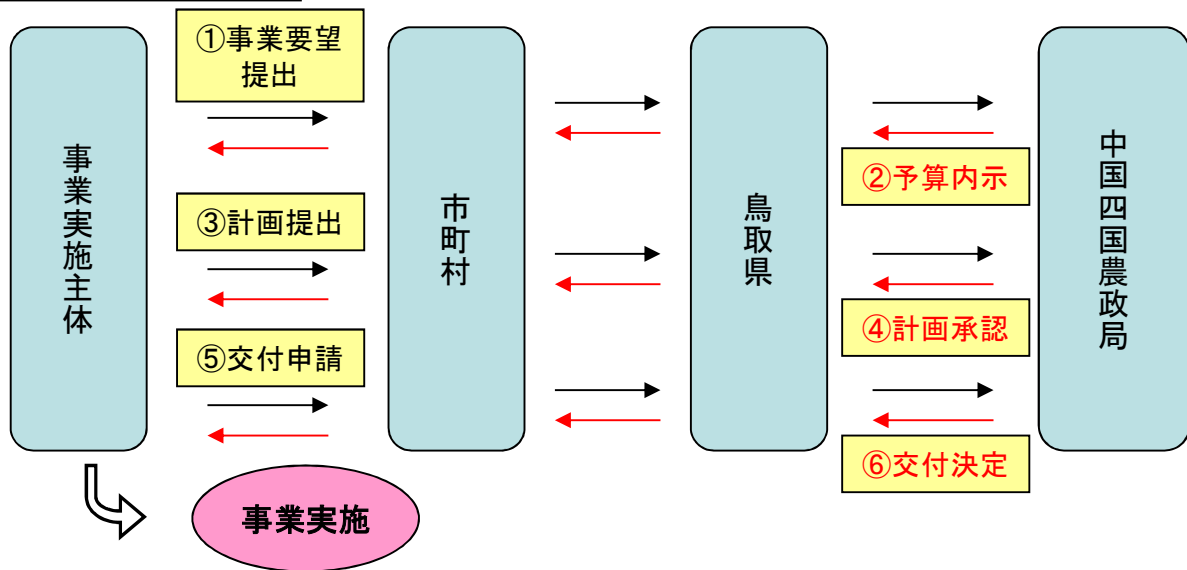 ①事業要望
提出
事業実施主体
市町村
鳥取県
中国四国農政局
②予算内示
③計画提出
④計画承認
⑤交付申請
⑥交付決定
事業実施